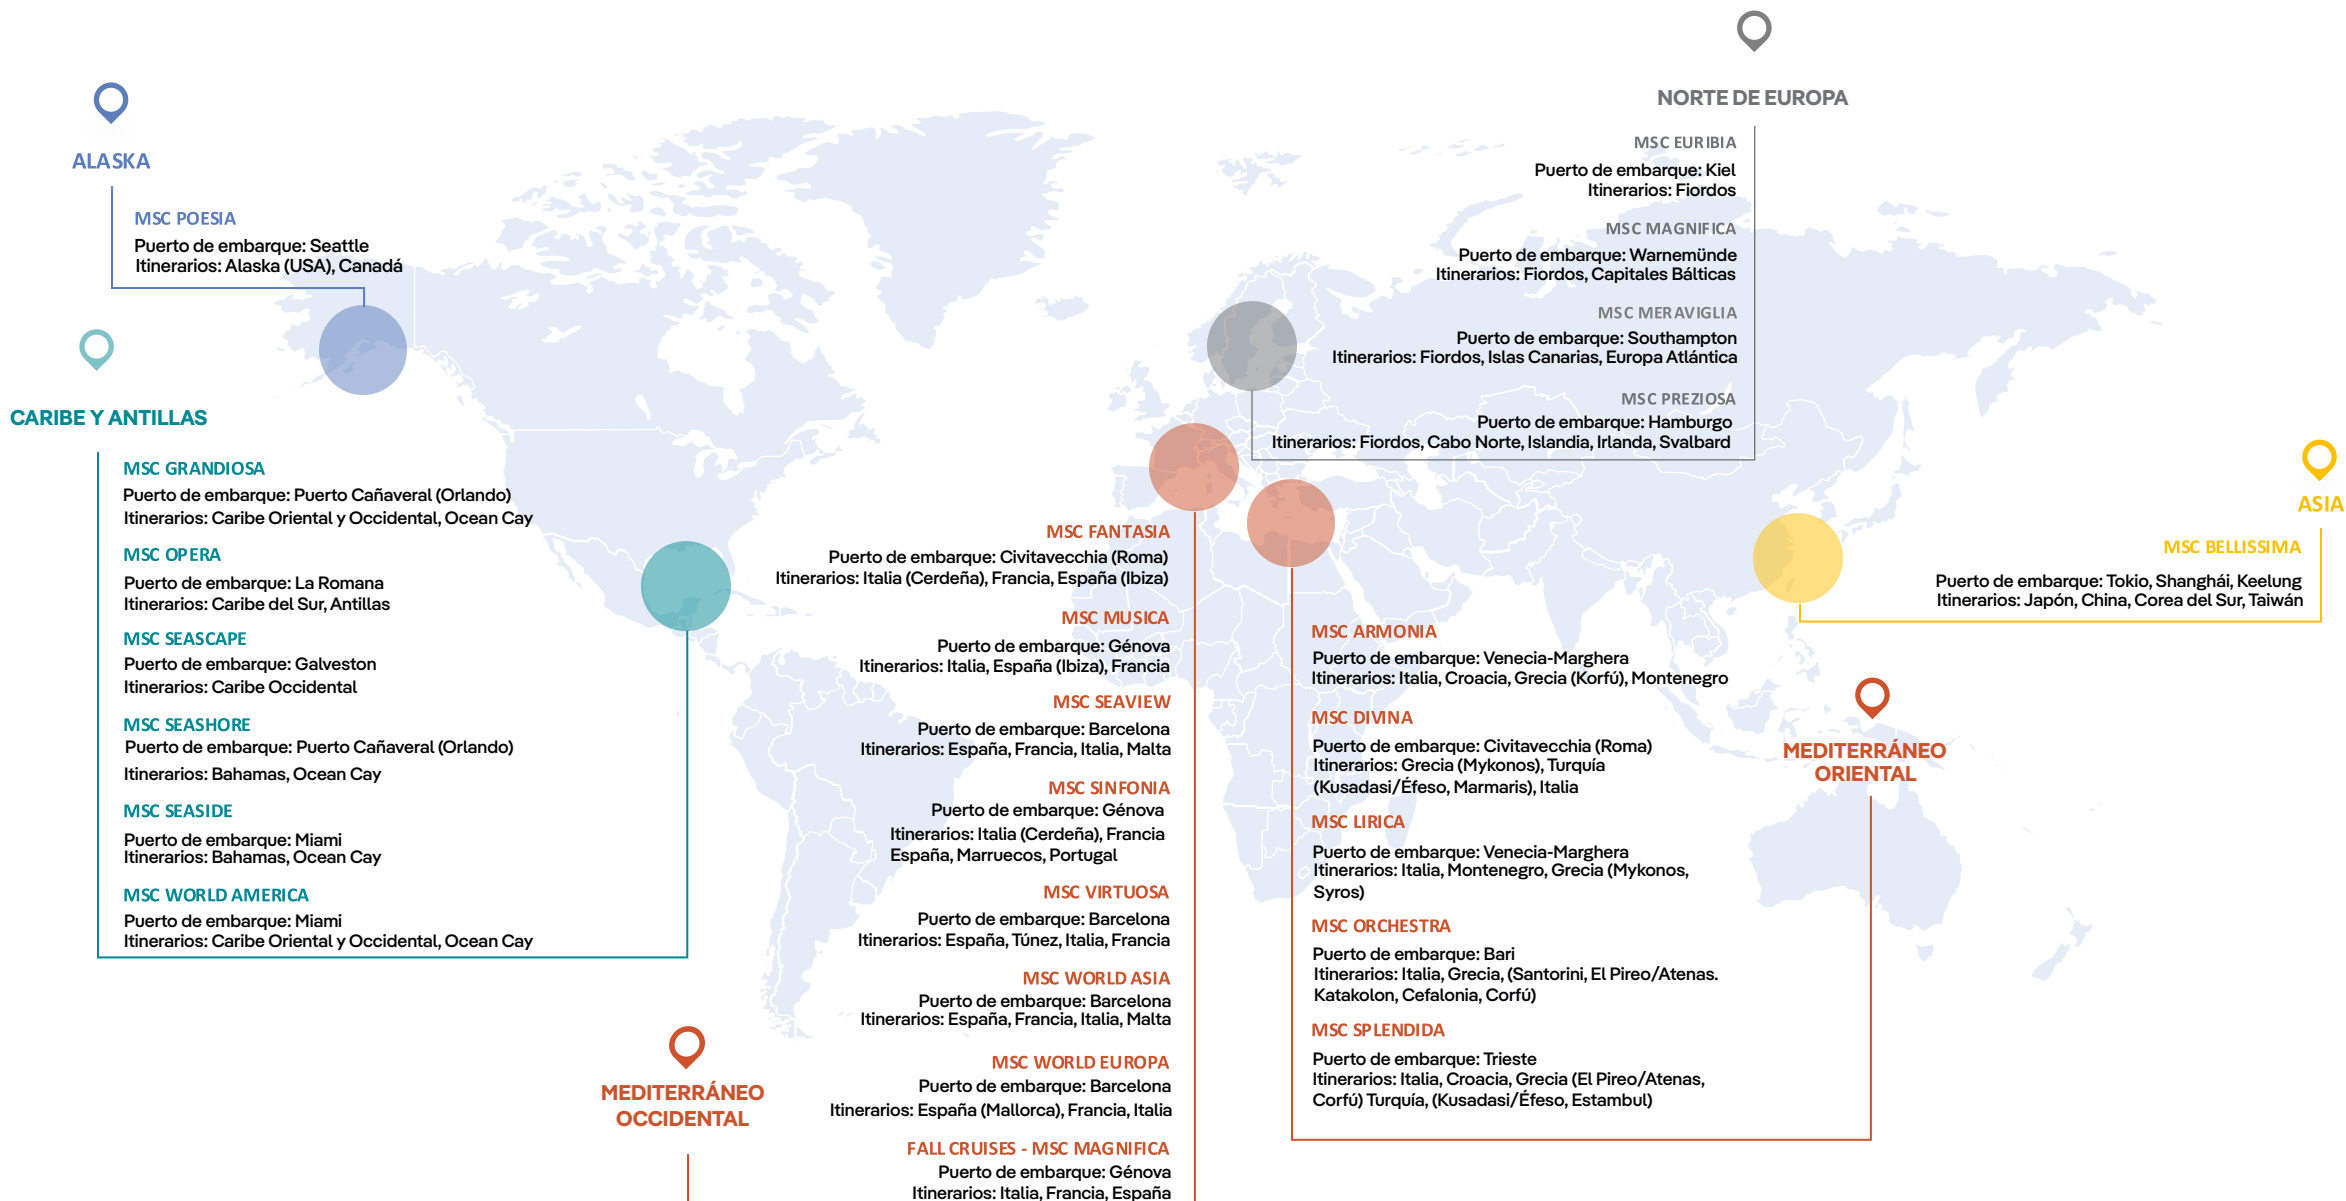 ALASKA
MSC POESIA
Puerto de embarque: Seattle
Itinerarios: Alaska (USA), Canadá
CARIBE Y ANTILLAS
MSC GRANDIOSA
Puerto de embarque: Puerto Cañaveral (Orlando)
Itinerarios: Caribe Oriental y Occidental, Ocean Cay
MSC OPERA
Puerto de embarque: La Romana
Itinerarios: Caribe del Sur, Antillas
MSC SEASCAPE
Puerto de embarque: Galveston
Itinerarios: Caribe Occidental
MSC SEASHORE
Puerto de embarque: Puerto Cañaveral (Orlando)
Itinerarios: Bahamas, Ocean Cay
MSC SEASIDE
Puerto de embarque: Miami
Itinerarios: Bahamas, Ocean Cay
MSC WORLD AMERICA
Puerto de embarque: Miami
Itinerarios: Caribe Oriental y Occidental, Ocean Cay
MEDITERRÁNEO
OCCIDENTAL
MSC FANTASIA
Puerto de embarque: Civitavecchia (Roma)
Itinerarios: Italia (Cerdeña), Francia, España (Ibiza)
MSC MUSICA
Puerto de embarque: Génova
Itinerarios: Italia, España (Ibiza), Francia
MSC SEAVIEW
Puerto de embarque: Barcelona
Itinerarios: España, Francia, Italia, Malta
MSC SINFONIA
Puerto de embarque: Génova
Itinerarios: Italia (Cerdeña), Francia
España, Marruecos, Portugal
MSC VIRTUOSA
Puerto de embarque: Barcelona
Itinerarios: España, Túnez, Italia, Francia
MSC WORLD ASIA
Puerto de embarque: Barcelona
Itinerarios: España, Francia, Italia, Malta
MSC WORLD EUROPA
Puerto de embarque: Barcelona
Itinerarios: España (Mallorca), Francia, Italia
FALL CRUISES - MSC MAGNIFICA
Puerto de embarque: Génova
Itinerarios: Italia, Francia, España
NORTE DE EUROPA
MSC EURIBIA
Puerto de embarque: Kiel
Itinerarios: Fiordos
MSC MAGNIFICA
Puerto de embarque: Warnemünde
Itinerarios: Fiordos, Capitales Bálticas
MSC MERAVIGLIA
Puerto de embarque: Southampton
Itinerarios: Fiordos, Islas Canarias, Europa Atlántica
MSC PREZIOSA
Puerto de embarque: Hamburgo
Itinerarios: Fiordos, Cabo Norte, Islandia, Irlanda, Svalbard
ASIA
MSC BELLISSIMA
Puerto de embarque: Tokio, Shanghái, Keelung
Itinerarios: Japón, China, Corea del Sur, Taiwán
MEDITERRÁNEO
ORIENTAL
MSC ARMONIA
Puerto de embarque: Venecia-Marghera
Itinerarios: Italia, Croacia, Grecia (Korfú), Montenegro
MSC DIVINA
Puerto de embarque: Civitavecchia (Roma)
Itinerarios: Grecia (Mykonos), Turquía
(Kusadasi/Éfeso, Marmaris), Italia
MSC LIRICA
Puerto de embarque: Venecia-Marghera
Itinerarios: Italia, Montenegro, Grecia (Mykonos,
Syros)
MSC ORCHESTRA
Puerto de embarque: Bari
Itinerarios: Italia, Grecia, (Santorini, El Pireo/Atenas.
Katakolon, Cefalonia, Corfú)
MSC SPLENDIDA
Puerto de embarque: Trieste
Itinerarios: Italia, Croacia, Grecia (El Pireo/Atenas,
Corfú) Turquía, (Kusadasi/Éfeso, Estambul)